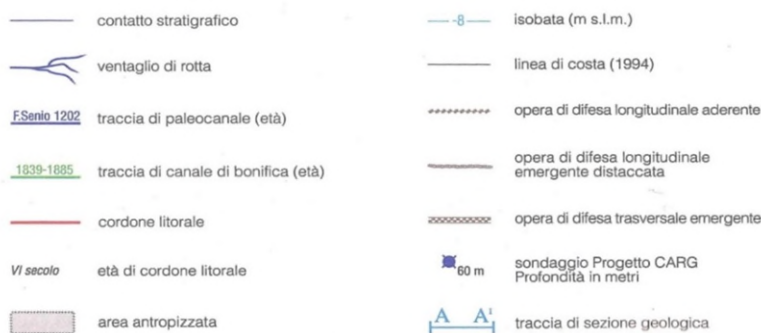 contatto stratigrafico
ventaglio di rotta
F.Senio 1202 traccia di paleocanale (età)
1839-1885 traccia di canale di bonifica (età)
cordone litorale
VI secolo età di cordone litorale
area antropizzata
-8 isobata (m s.l.m.)
linea di costa (1994)
opera di difesa longitudinale aderente
opera di difesa longitudinale
emergente distaccata
opera di difesa trasversale emergente
60 m sondaggio Progetto CARG
Profondità in metri
A A' traccia di sezione geologica